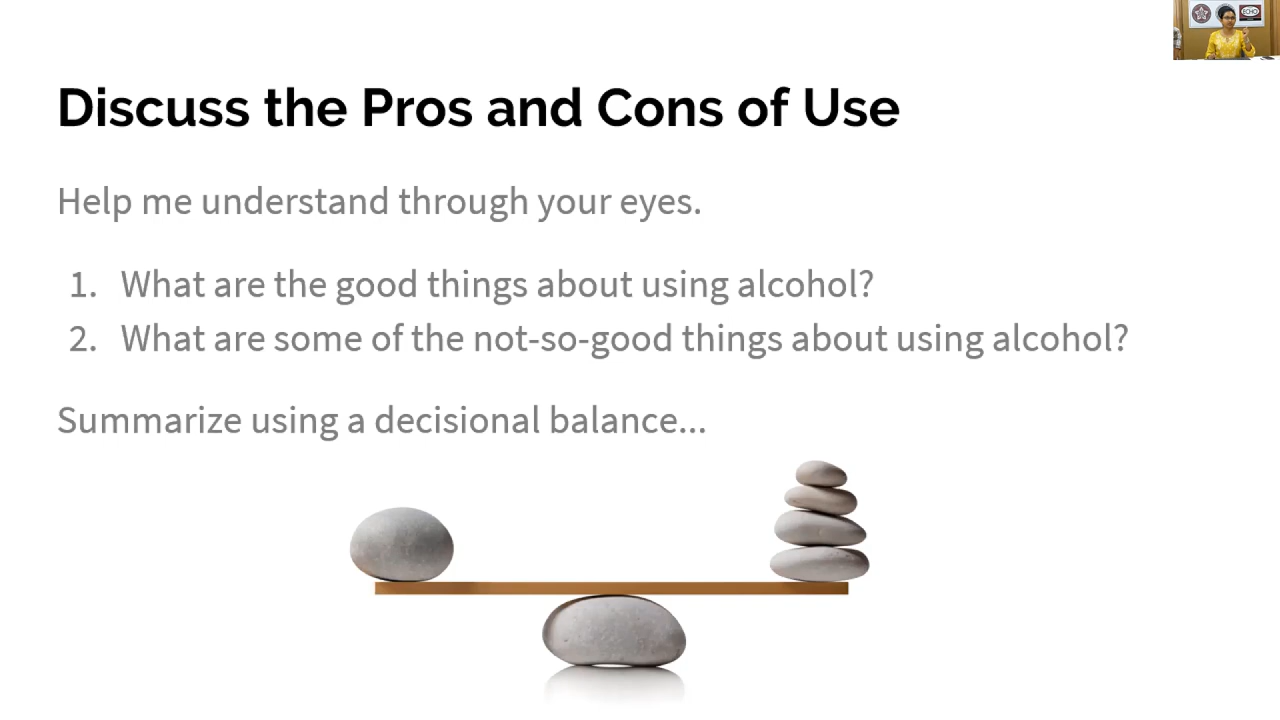 Discuss the Pros and Cons of Use
Help me understand through your eyes.
1. What are the good things about using alcohol?
2. What are some of the not-so-good things about using alcohol?
Summarize using a decisional balance...
ECHO